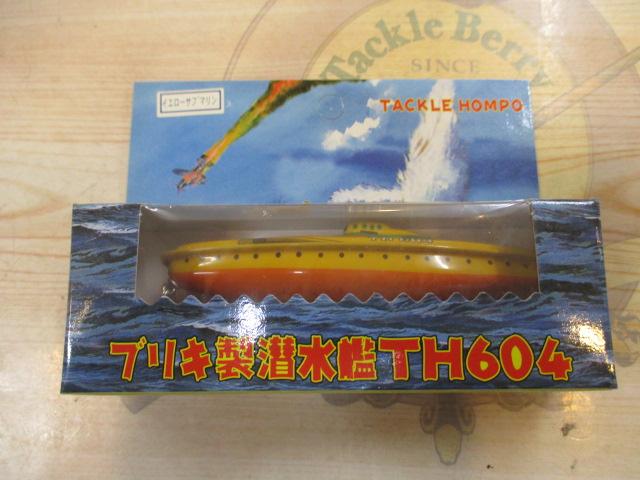 Tackle Berry
SINCE
イエローサブマリン
TACKLE HOMPO
ブリキ製潜水艦TH604